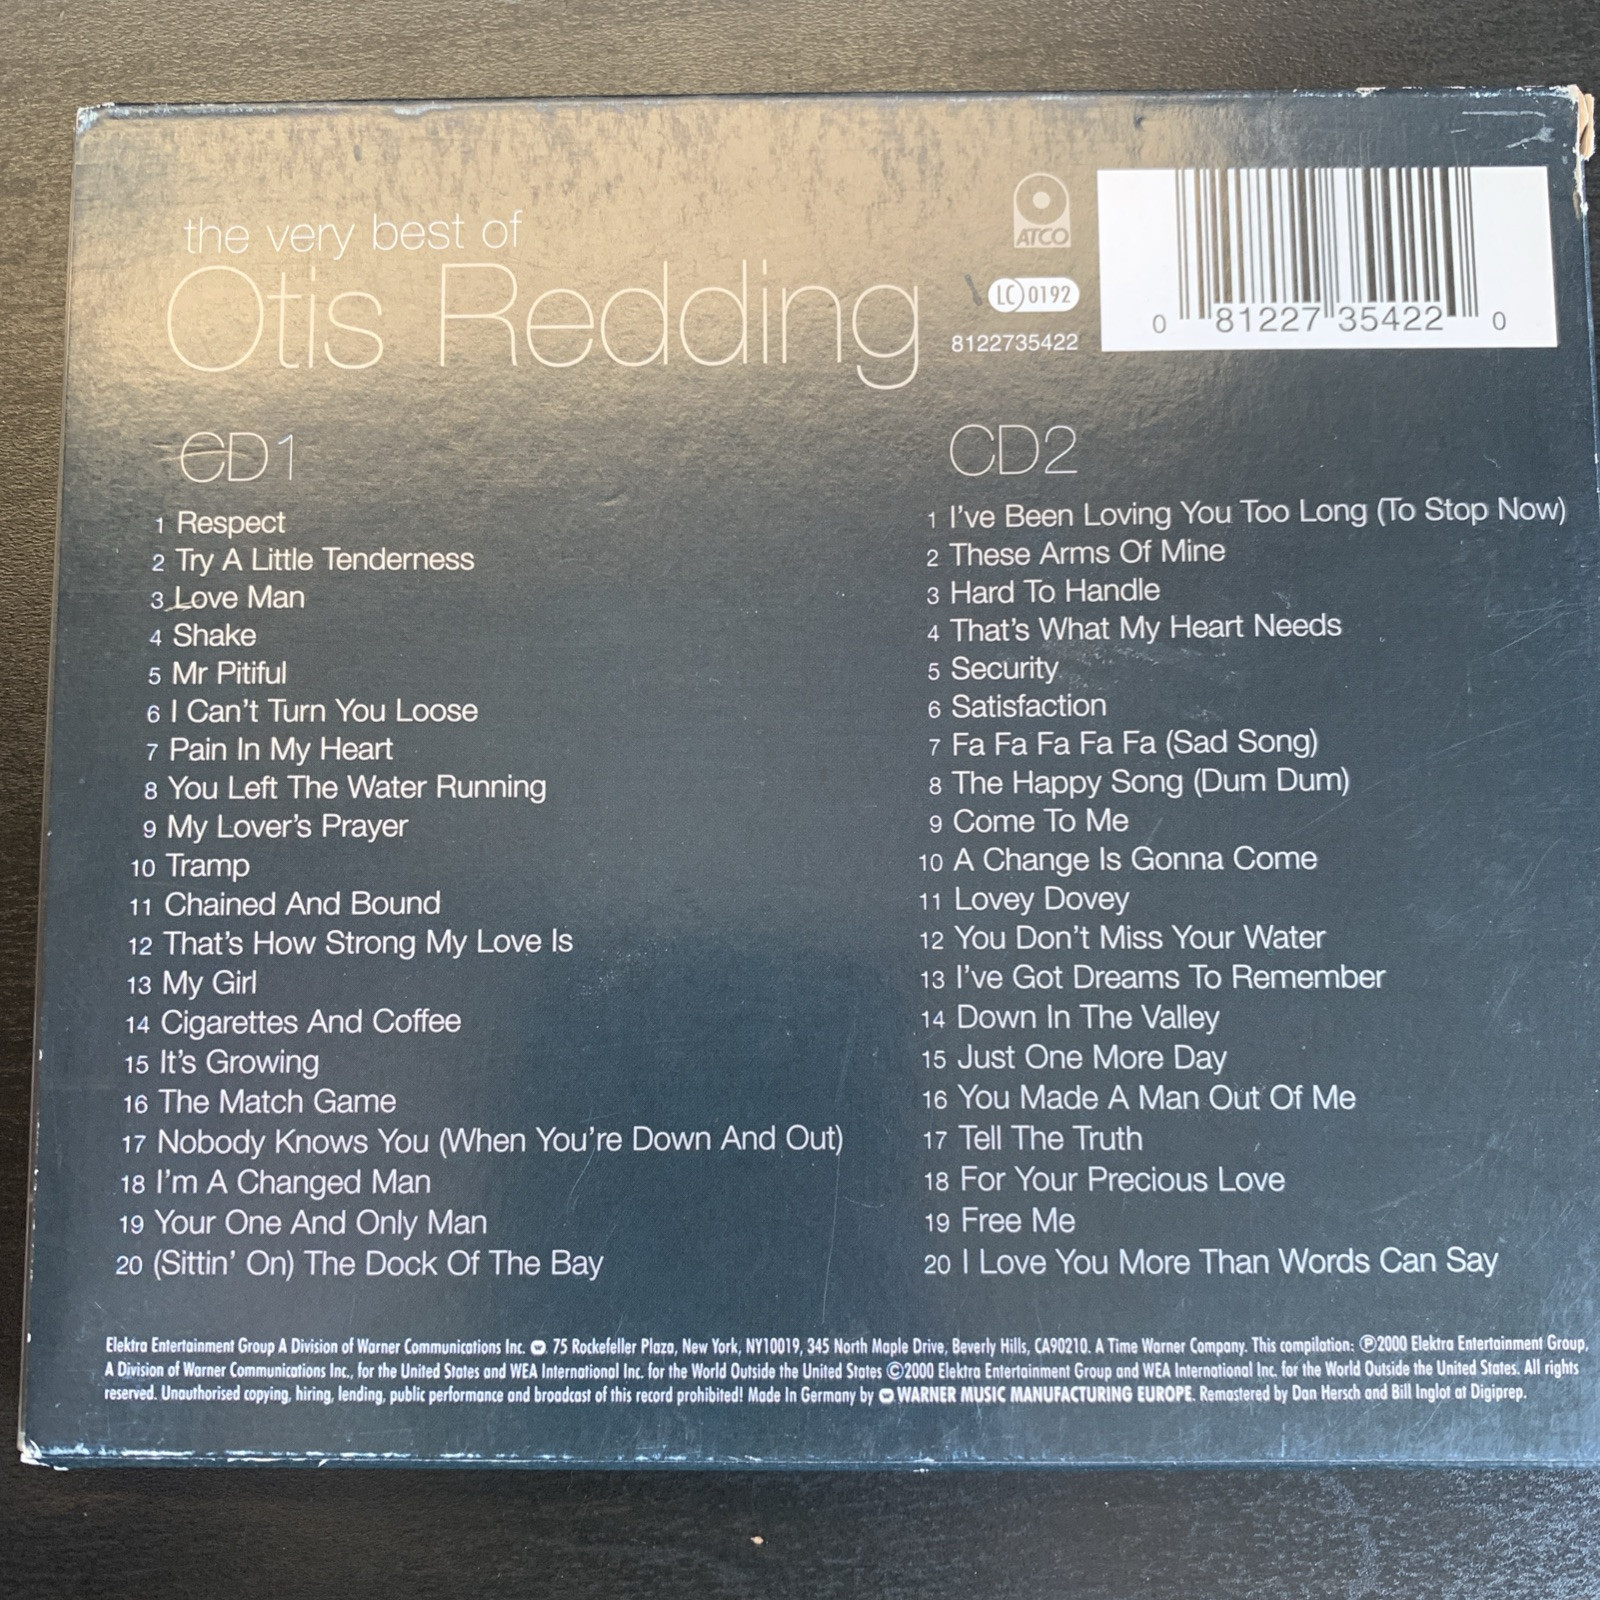 the very best of
Otis Redding
ATCO
LC 0192
8122735422
0 81227 35422 0
CD1
1 Respect
2 Try A Little Tenderness
3 Love Man
4 Shake
5 Mr Pitiful
6 I Can't Turn You Loose
7 Pain In My Heart
8 You Left The Water Running
9 My Lover's Prayer
10 Tramp
11 Chained And Bound
12 That's How Strong My Love Is
13 My Girl
14 Cigarettes And Coffee
15 It's Growing
16 The Match Game
17 Nobody Knows You (When You're Down And Out)
18 I'm A Changed Man
19 Your One And Only Man
20 (Sittin' On) The Dock Of The Bay
CD2
1 I've Been Loving You Too Long (To Stop Now)
2 These Arms Of Mine
3 Hard To Handle
4 That's What My Heart Needs
5 Security
6 Satisfaction
7 Fa Fa Fa Fa Fa (Sad Song)
8 The Happy Song (Dum Dum)
9 Come To Me
10 A Change Is Gonna Come
11 Lovey Dovey
12 You Don't Miss Your Water
13 I've Got Dreams To Remember
14 Down In The Valley
15 Just One More Day
16 You Made A Man Out Of Me
17 Tell The Truth
18 For Your Precious Love
19 Free Me
20 I Love You More Than Words Can Say
Elektra Entertainment Group A Division of Warner Communications Inc. 75 Rockefeller Plaza, New York, NY10019, 345 North Maple Drive, Beverly Hills, CA90210. A Time Warner Company. This compilation: ℗2000 Elektra Entertainment Group,
A Division of Warner Communications Inc., for the United States and WEA International Inc. for the World Outside the United States ©2000 Elektra Entertainment Group and WEA International Inc. for the World Outside the United States. All rights
reserved. Unauthorised copying, hiring, lending, public performance and broadcast of this record prohibited! Made In Germany by WARNER MUSIC MANUFACTURING EUROPE. Remastered by Dan Hersch and Bill Inglot at Digiprep.